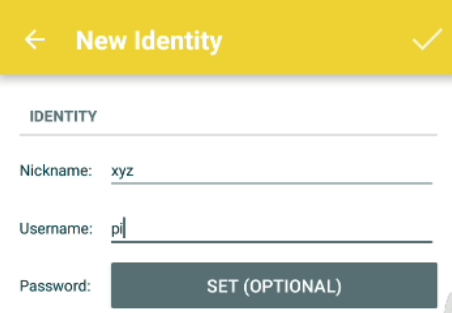 New Identity
IDENTITY
Nickname: xyz
Username: pi
Password: SET (OPTIONAL)